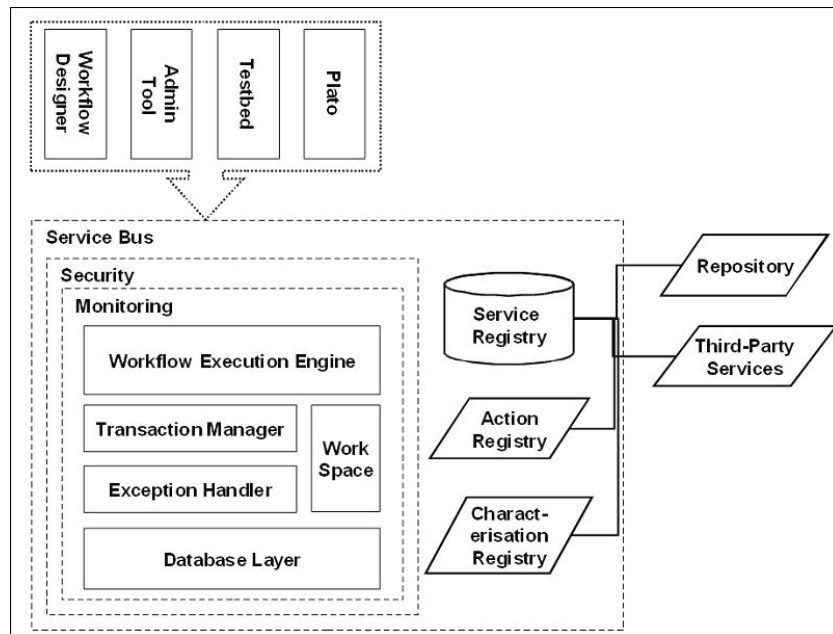 Workflow
Designer
Admin
Tool
Testbed
Plato
Service Bus
Security
Monitoring
Workflow Execution Engine
Transaction Manager
Exception Handler
Work
Space
Database Layer
Service
Registry
Action
Registry
Charact-
erisation
Registry
Repository
Third-Party
Services